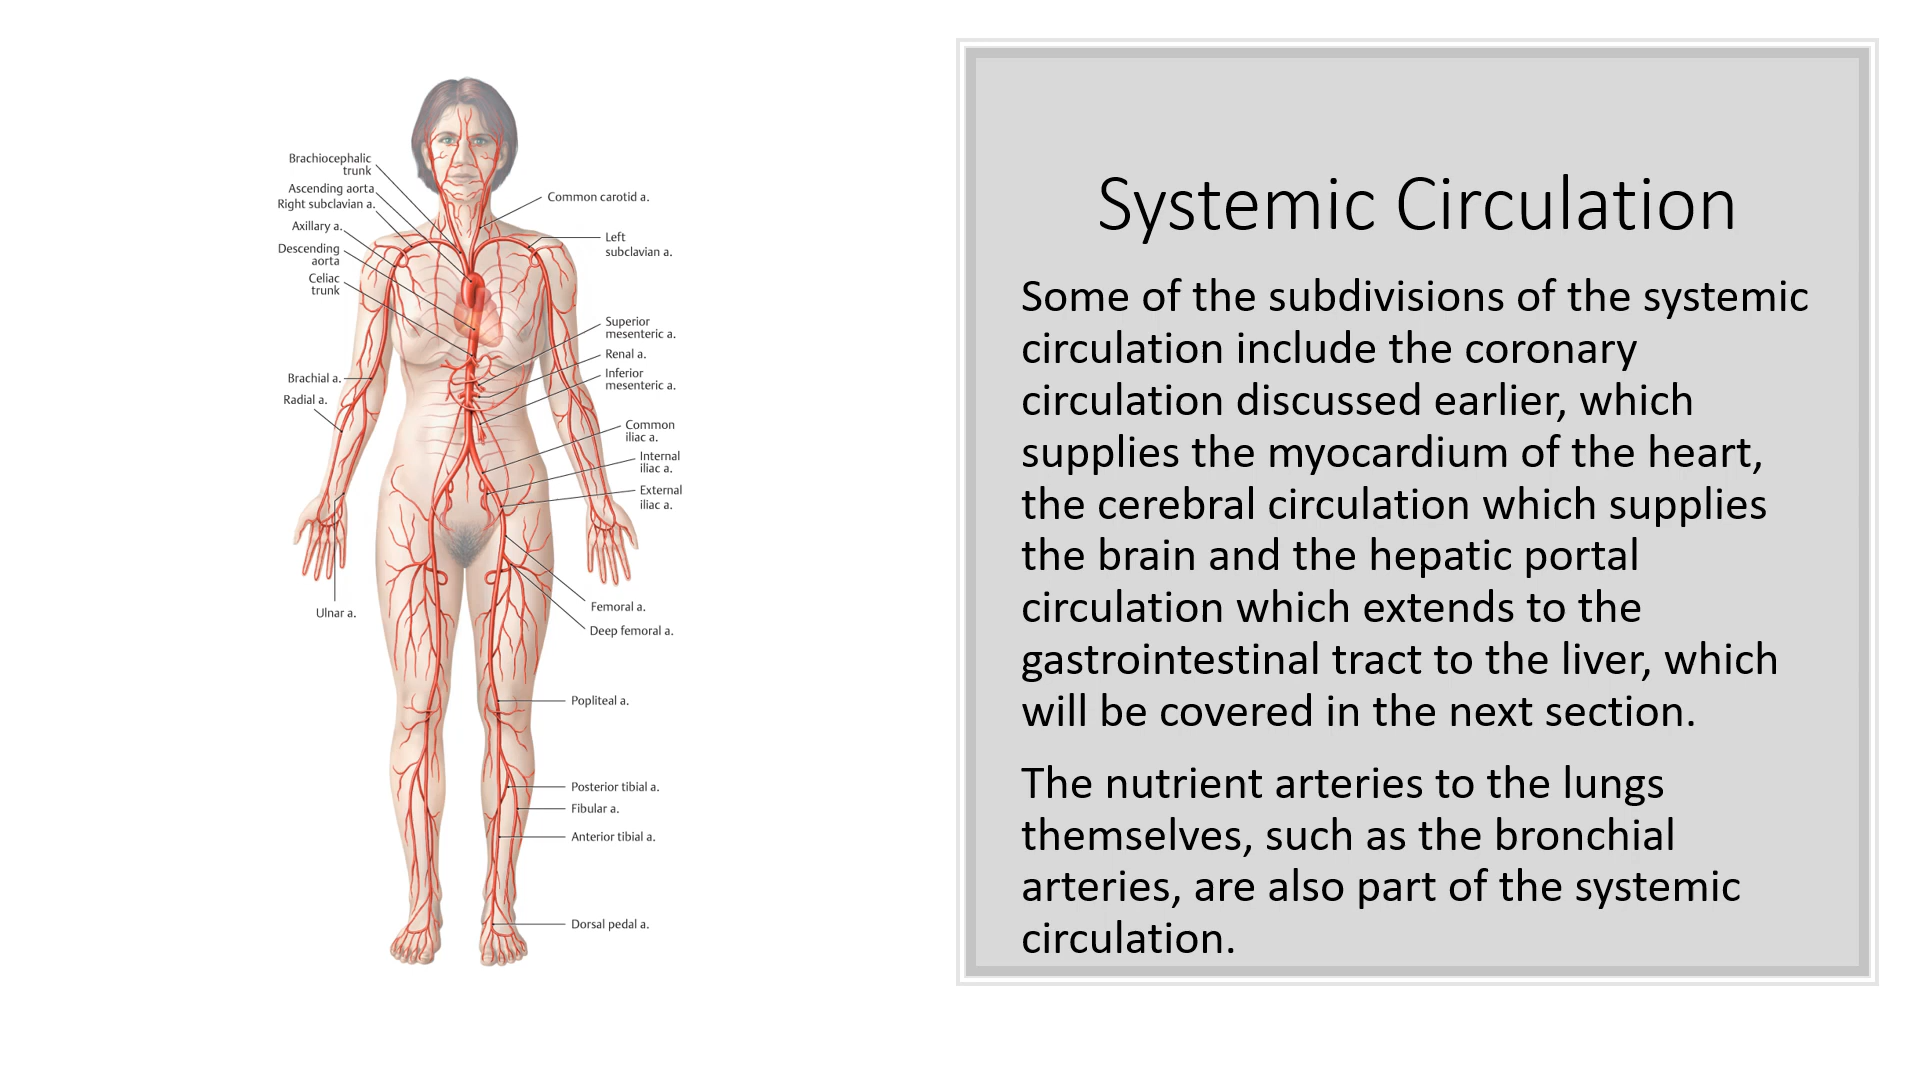 Brachiocephalic
trunk
Ascending aorta
Right subclavian a.
Axillary a.
Descending
aorta
Celiac
trunk
Brachial a.
Radial a.
Ulnar a.
Common carotid a.
Left
subclavian a.
Superior
mesenteric a.
Renal a.
Inferior
mesenteric a.
Common
iliac a.
Internal
iliac a.
External
iliac a.
Femoral a.
Deep femoral a.
Popliteal a.
Posterior tibial a.
Fibular a.
Anterior tibial a.
Dorsal pedal a.
Systemic Circulation
Some of the subdivisions of the systemic
circulation include the coronary
circulation discussed earlier, which
supplies the myocardium of the heart,
the cerebral circulation which supplies
the brain and the hepatic portal
circulation which extends to the
gastrointestinal tract to the liver, which
will be covered in the next section.
The nutrient arteries to the lungs
themselves, such as the bronchial
arteries, are also part of the systemic
circulation.